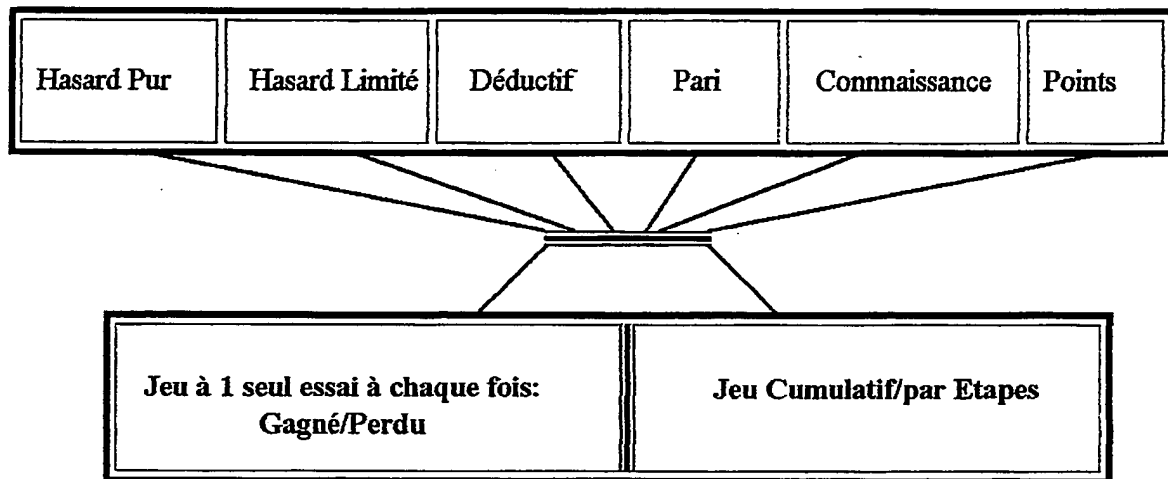 Hasard Pur
Hasard Limité
Déductif
Pari
Connnaissance
Points
Jeu à 1 seul essai à chaque fois:
Gagné/Perdu
Jeu Cumulatif/par Etapes